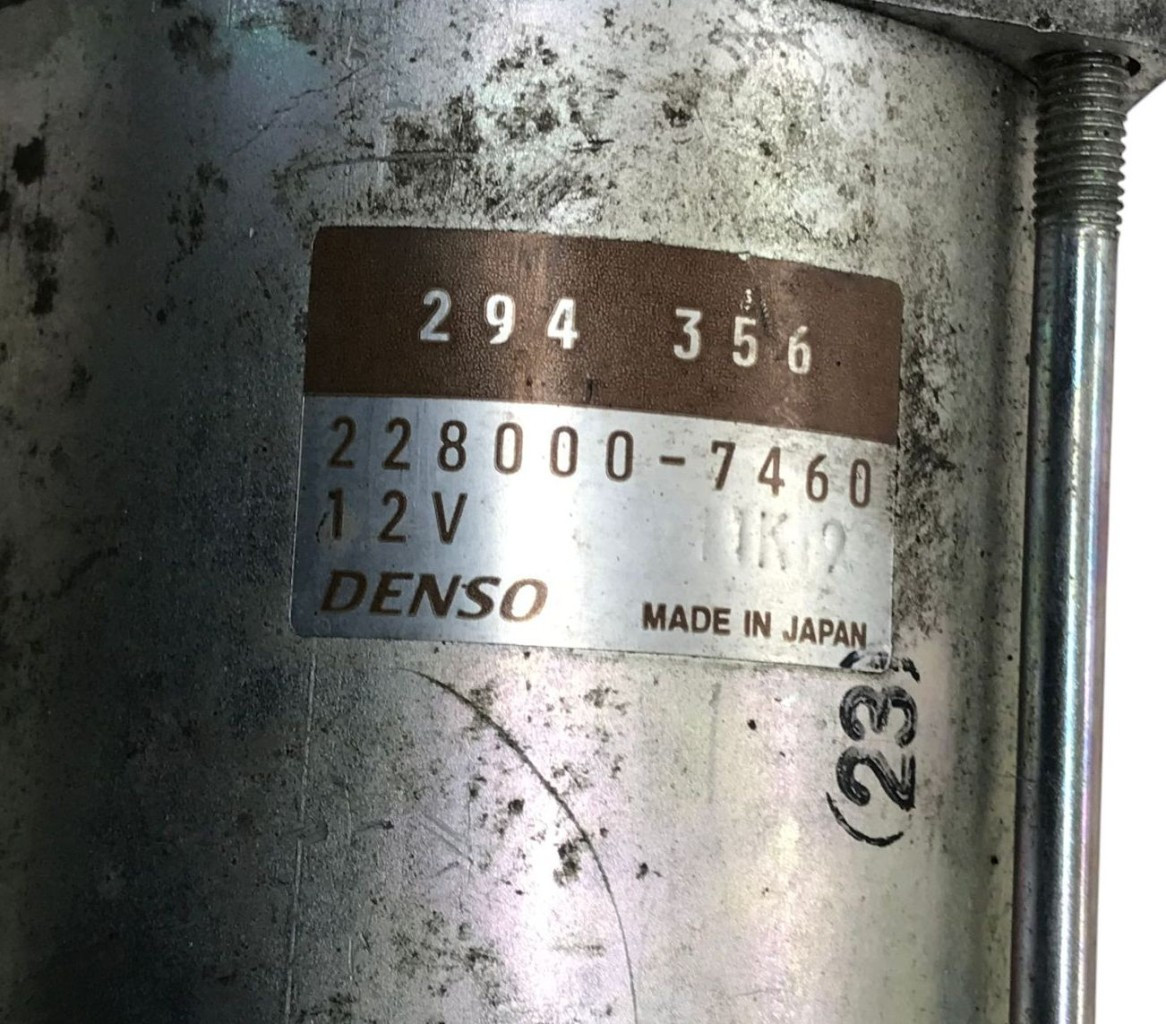 294 356
228000-7460
12V
DENSO MADE IN JAPAN
(23)